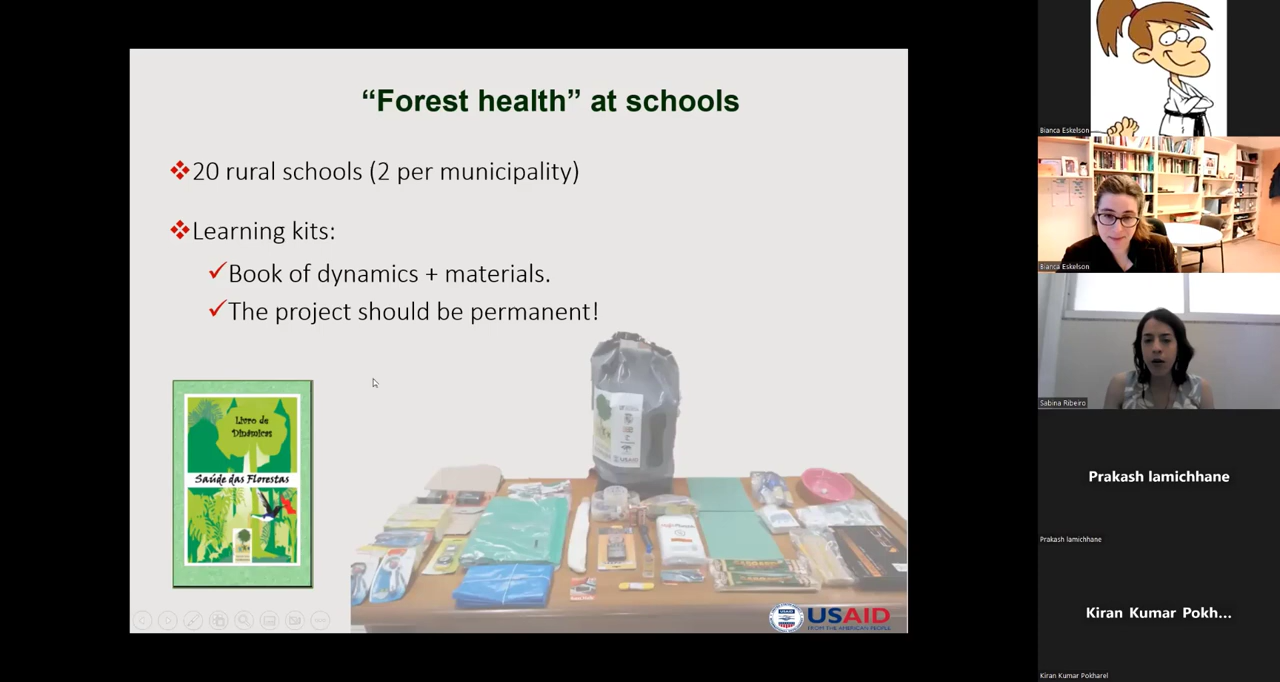 “Forest health” at schools
20 rural schools (2 per municipality)
Learning kits:
Book of dynamics + materials.
The project should be permanent!
Livro de
Dinâmicas
Saúde das Florestas
USAID
USAID
FROM THE AMERICAN PEOPLE
Bianca Eskelson
Bianca Eskelson
Sabina Ribeiro
Prakash lamichhane
Prakash lamichhane
Kiran Kumar Pokh...
Kiran Kumar Pokharel